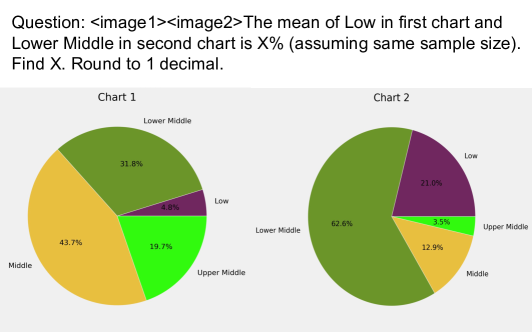 Question: <image1><image2>The mean of Low in first chart and
Lower Middle in second chart is X% (assuming same sample size).
Find X. Round to 1 decimal.
Chart 1
Lower Middle
31.8%
Low
4.8%
43.7%
Middle
19.7%
Upper Middle
Chart 2
Low
21.0%
Lower Middle
62.6%
3.5%
Upper Middle
12.9%
Middle